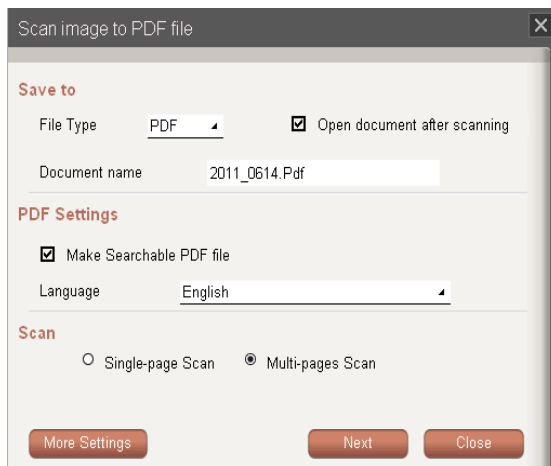 Scan image to PDF file
Save to
File Type PDF Open document after scanning
Document name 2011_0614.Pdf
PDF Settings
Make Searchable PDF file
Language English
Scan
Single-page Scan Multi-pages Scan
More Settings Next Close